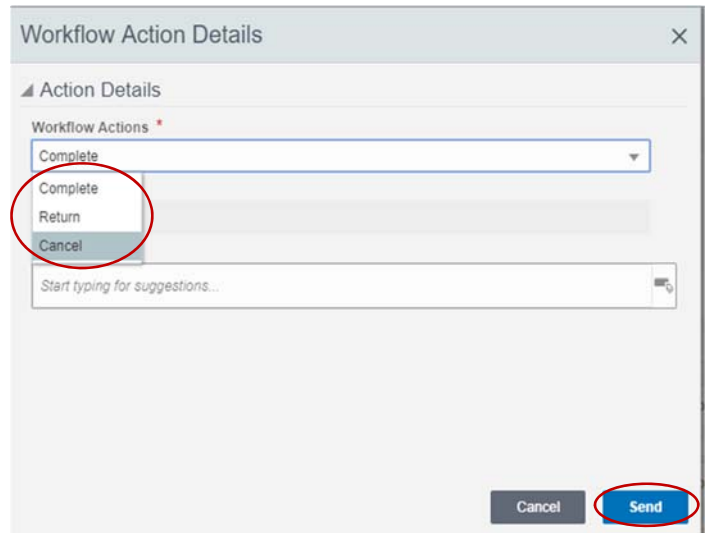 Workflow Action Details
Action Details
Workflow Actions *
Complete
Complete
Return
Cancel
Start typing for suggestions...
Cancel Send